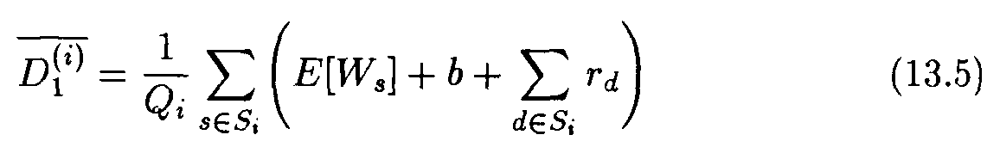 $\overline{D_1^{(i)}} = \frac{1}{Q_i} \sum_{s \in S_i} \left( E[W_s] + b + \sum_{d \in S_i} r_d \right)$ (13.5)